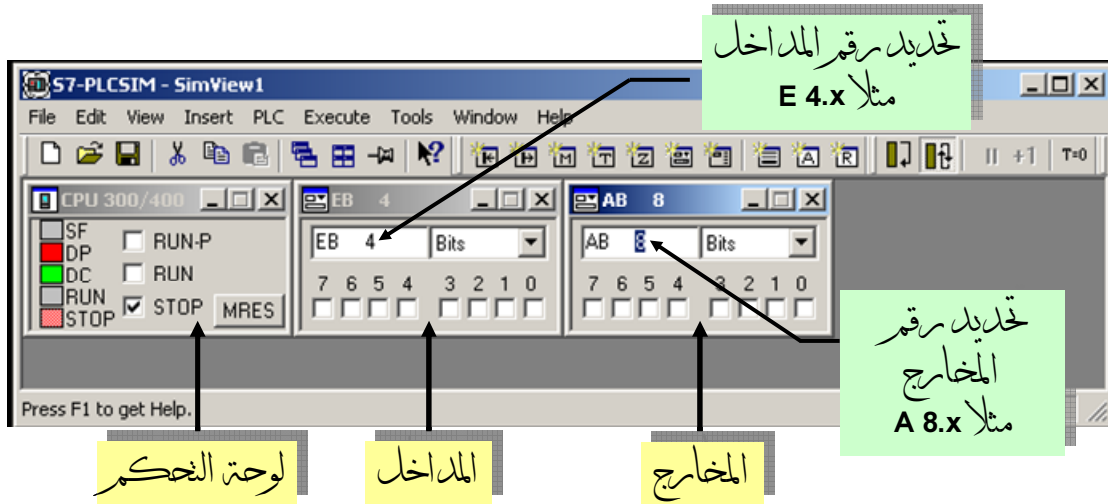 تحديد رقم المداخل
مثلا E 4.x
S7-PLCSIM - SimView1
File Edit View Insert PLC Execute Tools Window Help
+1 T=0
CPU 300/400
EB 4
AB 8
SF
DP
DC
RUN
STOP
RUN-P
RUN
STOP
MRES
EB 4 Bits
7 6 5 4 3 2 1 0
AB 8 Bits
7 6 5 4 3 2 1 0
تحديد رقم
المخارج
مثلا A 8.x
Press F1 to get Help.
لوحة التحكم
المداخل
المخارج